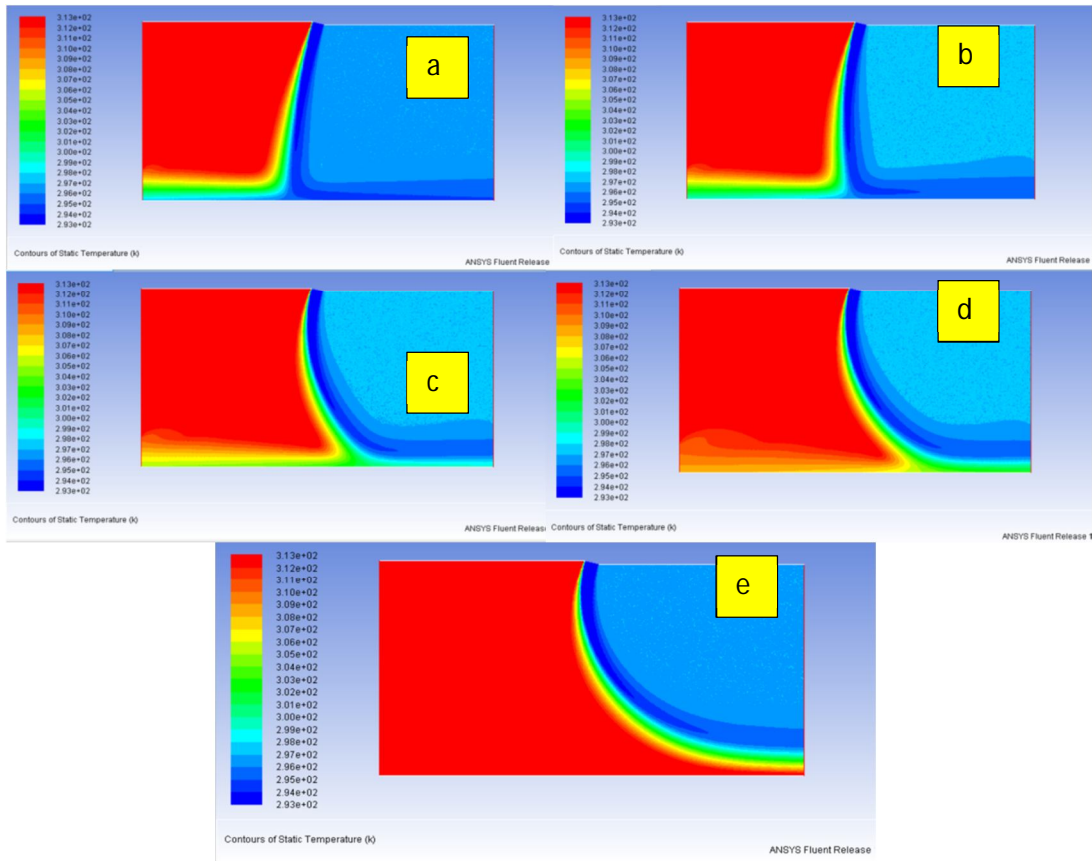 3.13e+02
3.12e+02
3.11e+02
3.10e+02
3.09e+02
3.08e+02
3.07e+02
3.06e+02
3.05e+02
3.04e+02
3.03e+02
3.02e+02
3.01e+02
3.00e+02
2.99e+02
2.98e+02
2.97e+02
2.96e+02
2.95e+02
2.94e+02
2.93e+02
a
Contours of Static Temperature (k)
ANSYS Fluent Release
3.13e+02
3.12e+02
3.11e+02
3.10e+02
3.09e+02
3.08e+02
3.07e+02
3.06e+02
3.05e+02
3.04e+02
3.03e+02
3.02e+02
3.01e+02
3.00e+02
2.99e+02
2.98e+02
2.97e+02
2.96e+02
2.95e+02
2.94e+02
2.93e+02
b
Contours of Static Temperature (k)
ANSYS Fluent Release
3.13e+02
3.12e+02
3.11e+02
3.10e+02
3.09e+02
3.08e+02
3.07e+02
3.06e+02
3.05e+02
3.04e+02
3.03e+02
3.02e+02
3.01e+02
3.00e+02
2.99e+02
2.98e+02
2.97e+02
2.96e+02
2.95e+02
2.94e+02
2.93e+02
c
Contours of Static Temperature (k)
ANSYS Fluent Releas
3.13e+02
3.12e+02
3.11e+02
3.10e+02
3.09e+02
3.08e+02
3.07e+02
3.06e+02
3.05e+02
3.04e+02
3.03e+02
3.02e+02
3.01e+02
3.00e+02
2.99e+02
2.98e+02
2.97e+02
2.96e+02
2.95e+02
2.94e+02
2.93e+02
d
Contours of Static Temperature (k)
ANSYS Fluent Release 1
3.13e+02
3.12e+02
3.11e+02
3.10e+02
3.09e+02
3.08e+02
3.07e+02
3.06e+02
3.05e+02
3.04e+02
3.03e+02
3.02e+02
3.01e+02
3.00e+02
2.99e+02
2.98e+02
2.97e+02
2.96e+02
2.95e+02
2.94e+02
2.93e+02
e
Contours of Static Temperature (k)
ANSYS Fluent Release